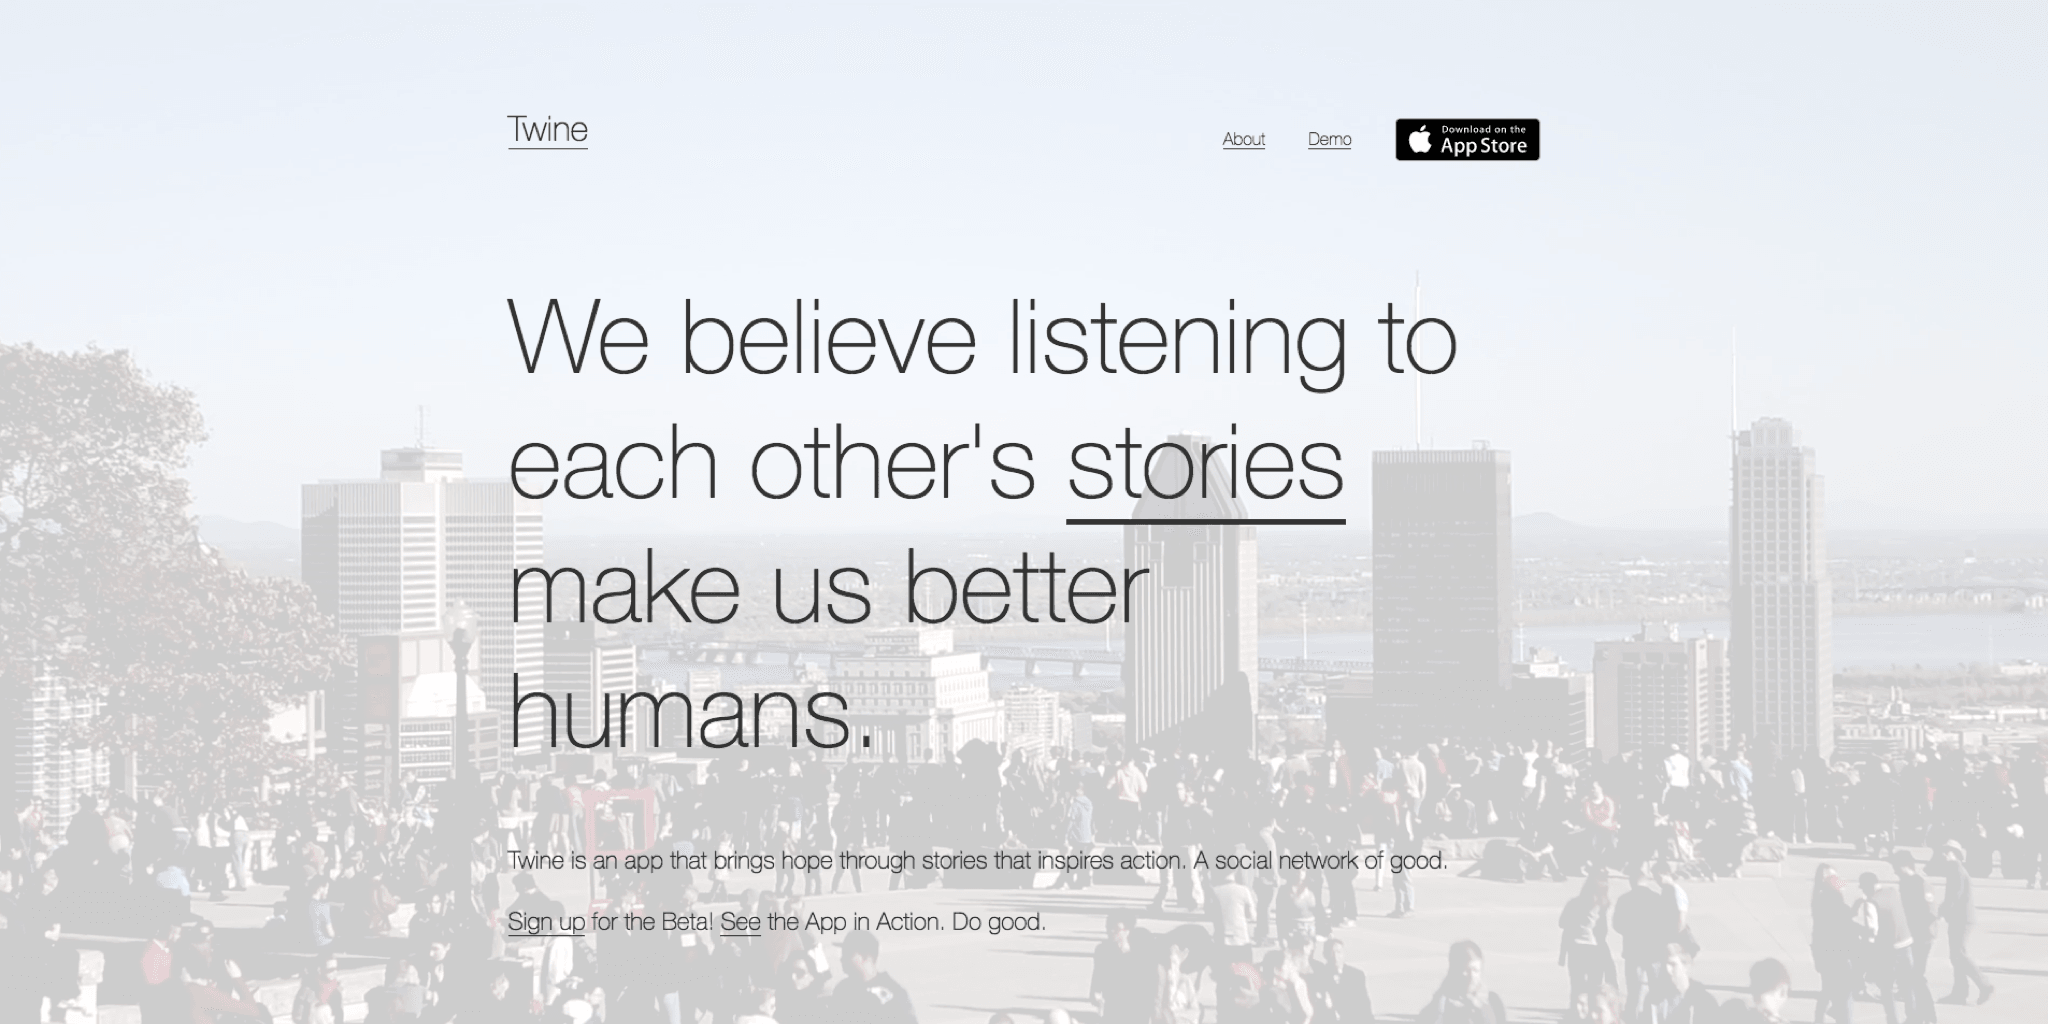 Twine
About
Demo
Download on the
App Store
We believe listening to
each other's stories
make us better
humans.
Twine is an app that brings hope through stories that inspires action. A social network of good.
Sign up for the Beta! See the App in Action. Do good.